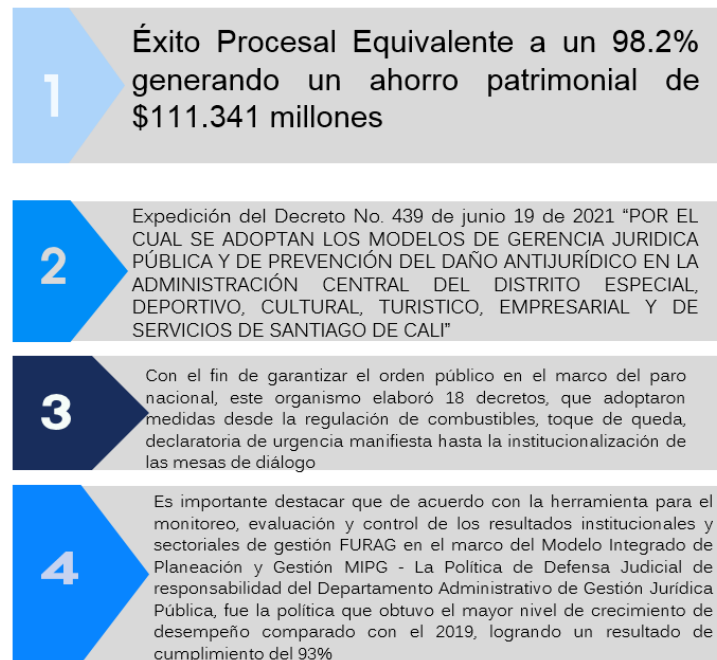 1
Éxito Procesal Equivalente a un 98.2%
generando un ahorro patrimonial de
$111.341 millones
2
Expedición del Decreto No. 439 de junio 19 de 2021 “POR EL
CUAL SE ADOPTAN LOS MODELOS DE GERENCIA JURIDICA
PÚBLICA Y DE PREVENCIÓN DEL DAÑO ANTIJURÍDICO EN LA
ADMINISTRACIÓN CENTRAL DEL DISTRITO ESPECIAL,
DEPORTIVO, CULTURAL, TURISTICO, EMPRESARIAL Y DE
SERVICIOS DE SANTIAGO DE CALI”
3
Con el fin de garantizar el orden público en el marco del paro
nacional, este organismo elaboró 18 decretos, que adoptaron
medidas desde la regulación de combustibles, toque de queda,
declaratoria de urgencia manifiesta hasta la institucionalización de
las mesas de diálogo
4
Es importante destacar que de acuerdo con la herramienta para el
monitoreo, evaluación y control de los resultados institucionales y
sectoriales de gestión FURAG en el marco del Modelo Integrado de
Planeación y Gestión MIPG - La Política de Defensa Judicial de
responsabilidad del Departamento Administrativo de Gestión Jurídica
Pública, fue la política que obtuvo el mayor nivel de crecimiento de
desempeño comparado con el 2019, logrando un resultado de
cumplimiento del 93%